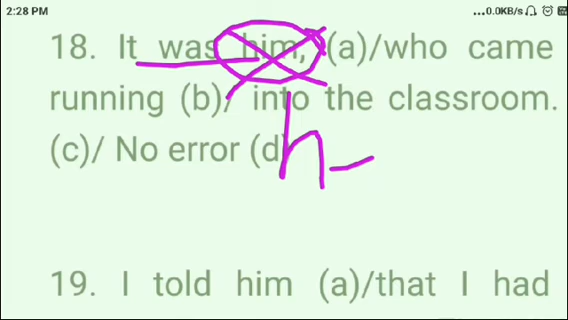 2:28 PM ...0.0KB/s
18. It was him, (a)/who came
running (b)/ into the classroom.
(c)/ No error (d)
h
19. I told him (a)/that I had